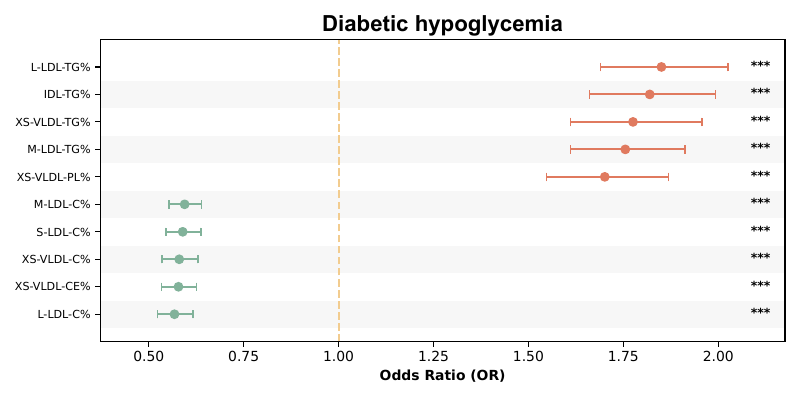 Diabetic hypoglycemia
L-LDL-TG% ***
IDL-TG% ***
XS-VLDL-TG% ***
M-LDL-TG% ***
XS-VLDL-PL% ***
M-LDL-C% ***
S-LDL-C% ***
XS-VLDL-C% ***
XS-VLDL-CE% ***
L-LDL-C% ***
0.50 0.75 1.00 1.25 1.50 1.75 2.00
Odds Ratio (OR)